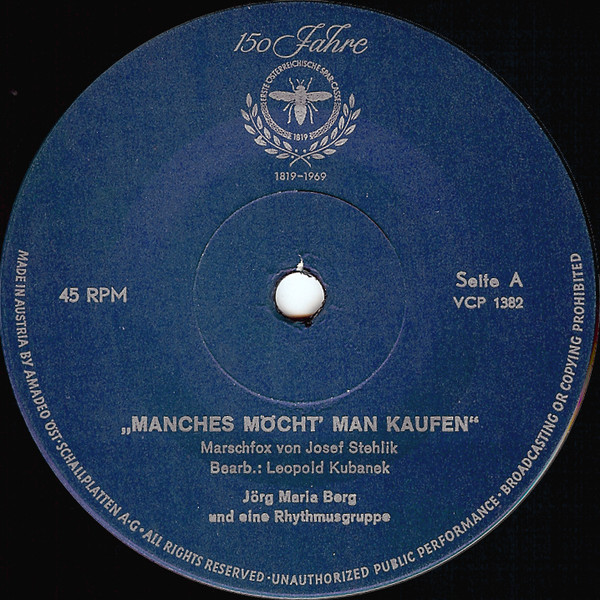 150 Jahre
ERSTE ÖSTERREICHISCHE SPAR-CASSE
1819
1819-1969
45 RPM
Seite A
VCP 1382
„MANCHES MÖCHT' MAN KAUFEN“
Marschfox von Josef Stehlik
Bearb.: Leopold Kubanek
Jörg Maria Berg
und eine Rhythmusgruppe
MADE IN AUSTRIA BY AMADEO ÖST·SCHALLPLATTEN A·G·ALL RIGHTS RESERVED·UNAUTHORIZED PUBLIC PERFORMANCE·BROADCASTING OR COPYING PROHIBITED